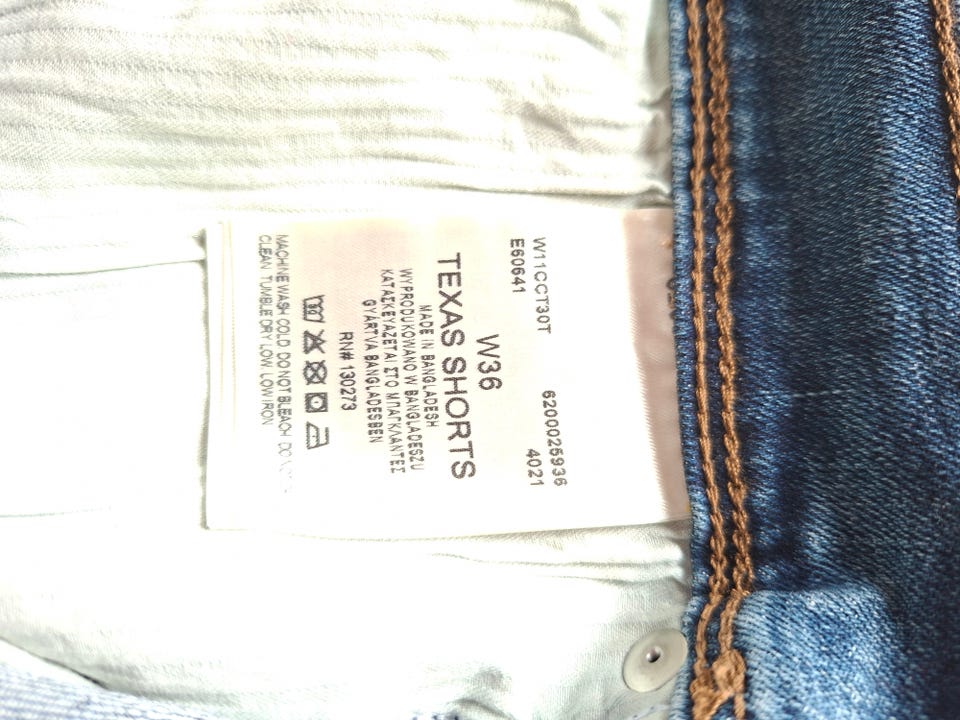 W11CCT30T
6200025936
E60641
4021
W36
TEXAS SHORTS
MADE IN BANGLADESH
WYPRODUKOWANO W BANGLADESZU
ΚΑΤΑΣΚΕΥΑΖΕΤΑΙ ΣΤΟ ΜΠΑΓΚΛΑΝΤΕΣ
GYÁRTVA BANGLADESBEN
RN# 130273
MACHINE WASH COLD DO NOT BLEACH DO
CLEAN TUMBLE DRY LOW LOW IRON